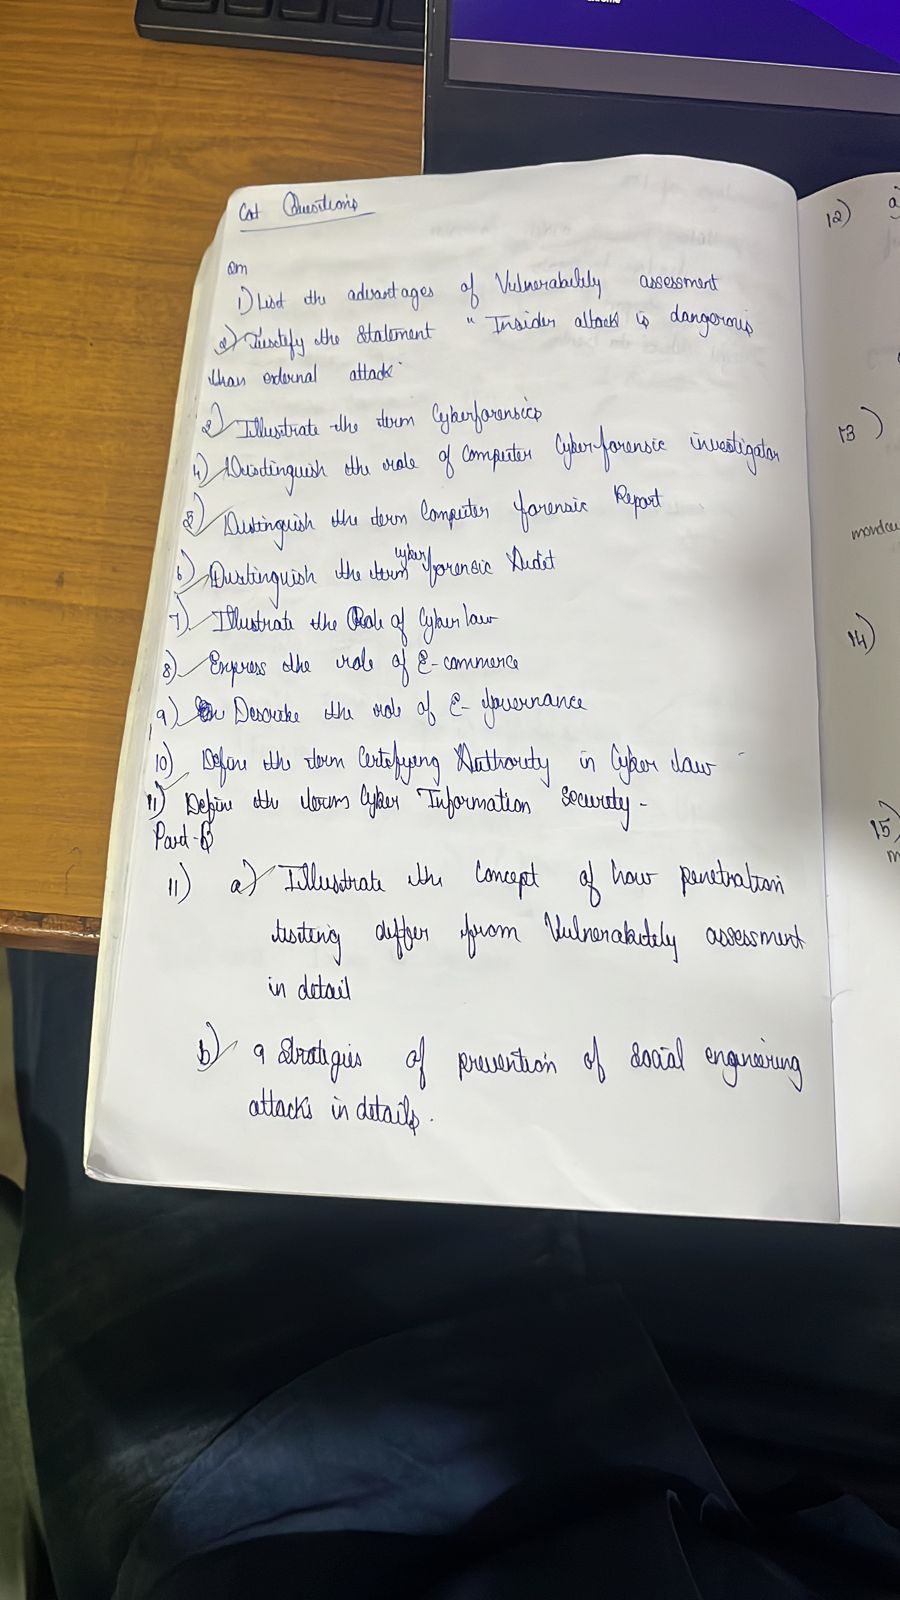 Cat Questions
2m
1) List the advantages of Vulnerability assessment
2) Justify the Statement " Insider attack is dangerous
than external attack"
3) Illustrate the term Cyberforensics
4) Distinguish the role of Computer Cyberforensic investigator
5) Distinguish the term Computer forensic Report
6) Distinguish the term cyber forensic Audit
7) Illustrate the Role of Cyber law
8) Express the role of E-commerce
9) Describe the role of E-Governance
10) Define the term Certifying Authority in Cyber law
11) Define the terms Cyber Information Security -
Part-B
11) a) Illustrate the concept of how penetration
testing differ from Vulnerability assessment
in detail
b) 9 Strategies of prevention of social engineering
attacks in details.
12) a)
13)
14)
15)